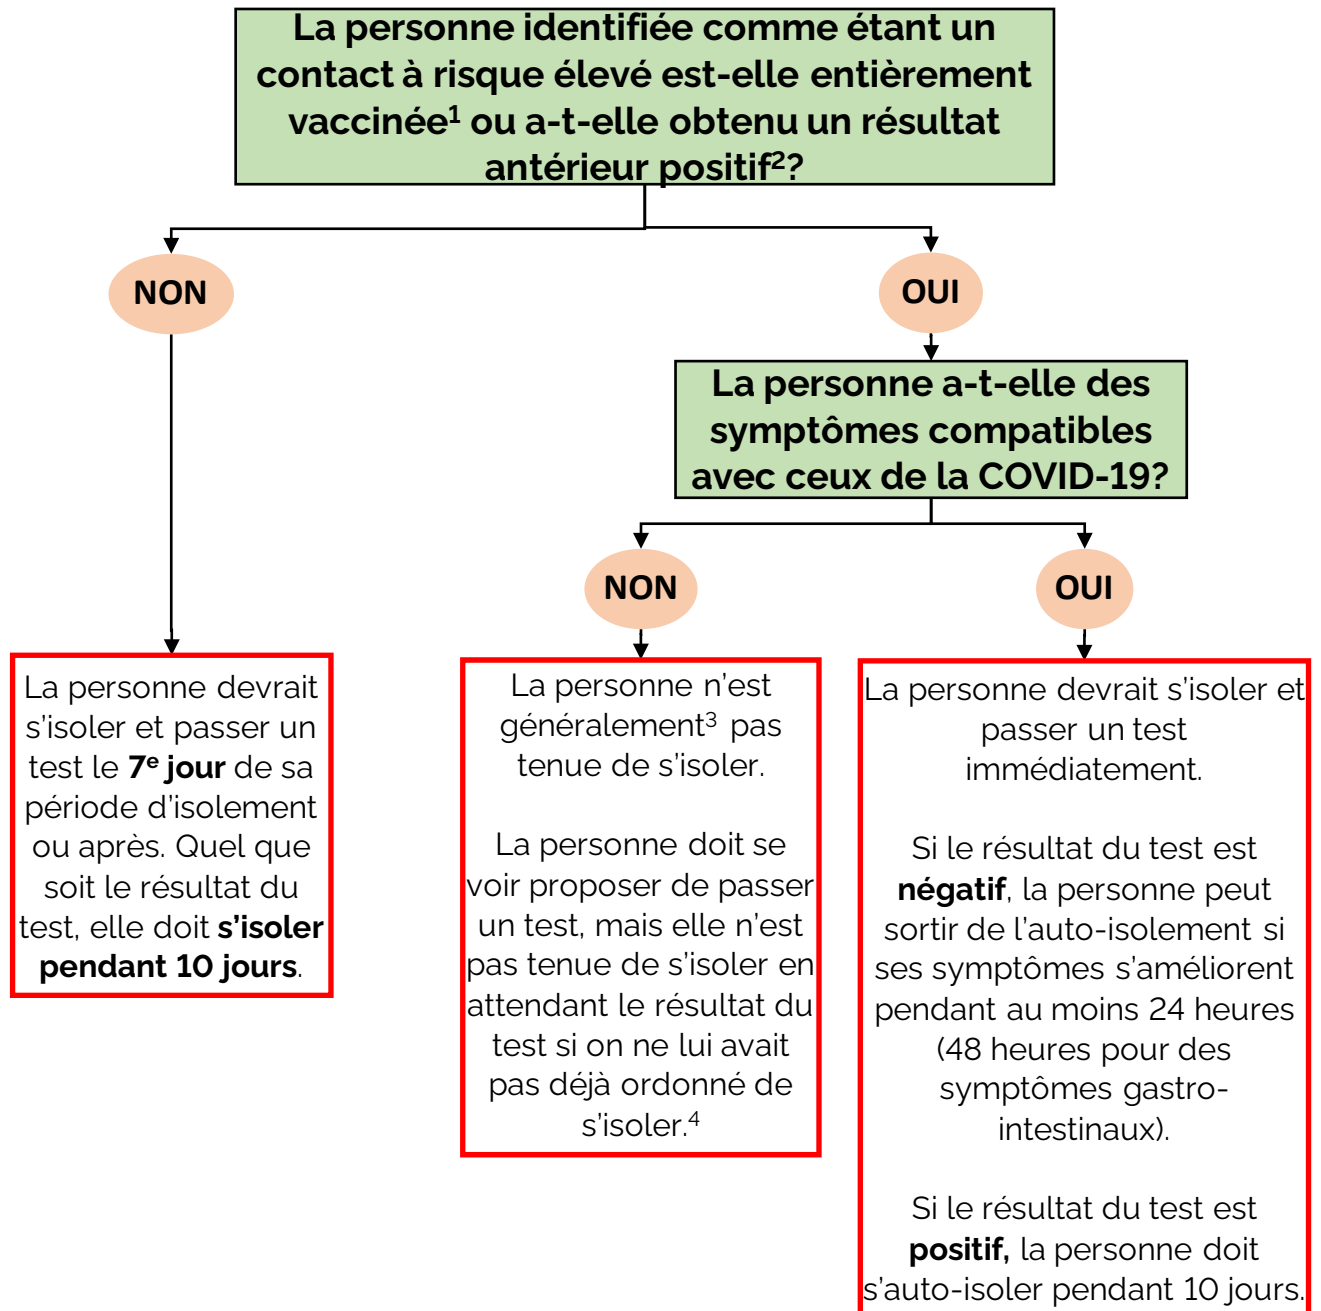 La personne identifiée comme étant un
contact à risque élevé est-elle entièrement
vaccinée¹ ou a-t-elle obtenu un résultat
antérieur positif²?
NON
OUI
La personne a-t-elle des
symptômes compatibles
avec ceux de la COVID-19?
NON
OUI
La personne devrait
s’isoler et passer un
test le 7ᵉ jour de sa
période d’isolement
ou après. Quel que
soit le résultat du
test, elle doit s’isoler
pendant 10 jours.
La personne n’est
généralement³ pas
tenue de s’isoler.
La personne doit se
voir proposer de passer
un test, mais elle n’est
pas tenue de s’isoler en
attendant le résultat du
test si on ne lui avait
pas déjà ordonné de
s’isoler.⁴
La personne devrait s’isoler et
passer un test
immédiatement.
Si le résultat du test est
négatif, la personne peut
sortir de l’auto-isolement si
ses symptômes s’améliorent
pendant au moins 24 heures
(48 heures pour des
symptômes gastro-
intestinaux).
Si le résultat du test est
positif, la personne doit
s’auto-isoler pendant 10 jours.